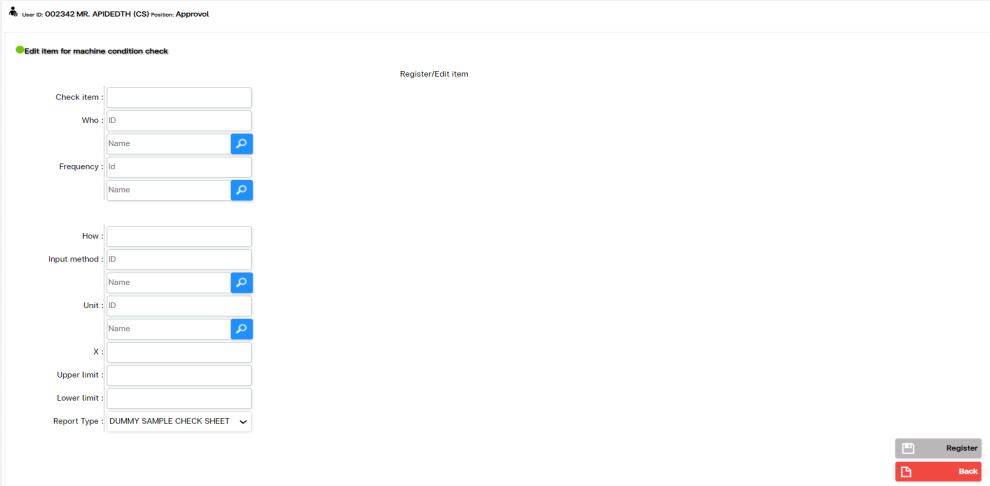 User ID: 002342 MR. APIDEDTH (CS) Position: Approvol
Edit item for machine condition check
Register/Edit item
Check item :
Who : ID
Name
Frequency : Id
Name
How :
Input method : ID
Name
Unit : ID
Name
X :
Upper limit :
Lower limit :
Report Type : DUMMY SAMPLE CHECK SHEET
Register
Back